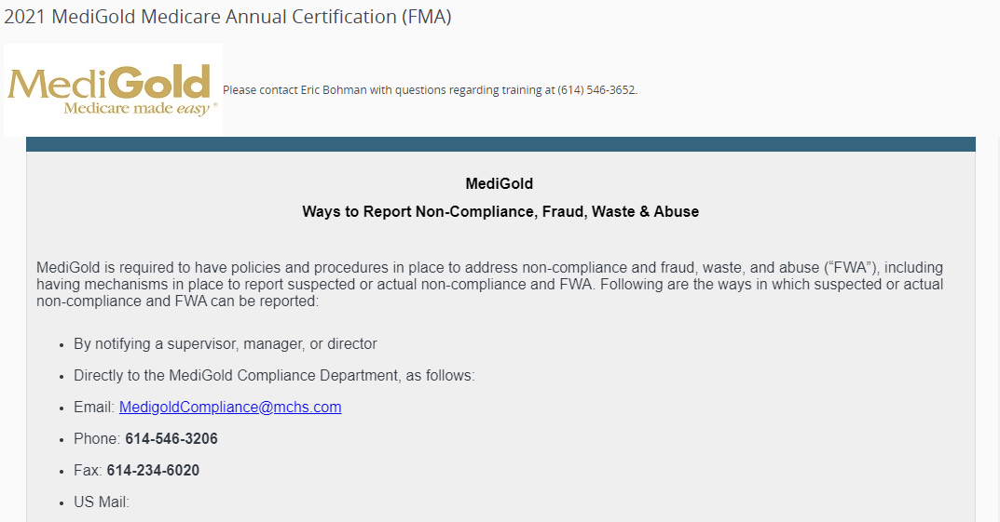 2021 MediGold Medicare Annual Certification (FMA)
MediGold
Medicare made easy®
Please contact Eric Bohman with questions regarding training at (614) 546-3652.
MediGold
Ways to Report Non-Compliance, Fraud, Waste & Abuse
MediGold is required to have policies and procedures in place to address non-compliance and fraud, waste, and abuse (“FWA”), including
having mechanisms in place to report suspected or actual non-compliance and FWA. Following are the ways in which suspected or actual
non-compliance and FWA can be reported:
• By notifying a supervisor, manager, or director
• Directly to the MediGold Compliance Department, as follows:
• Email: MedigoldCompliance@mchs.com
• Phone: 614-546-3206
• Fax: 614-234-6020
• US Mail: